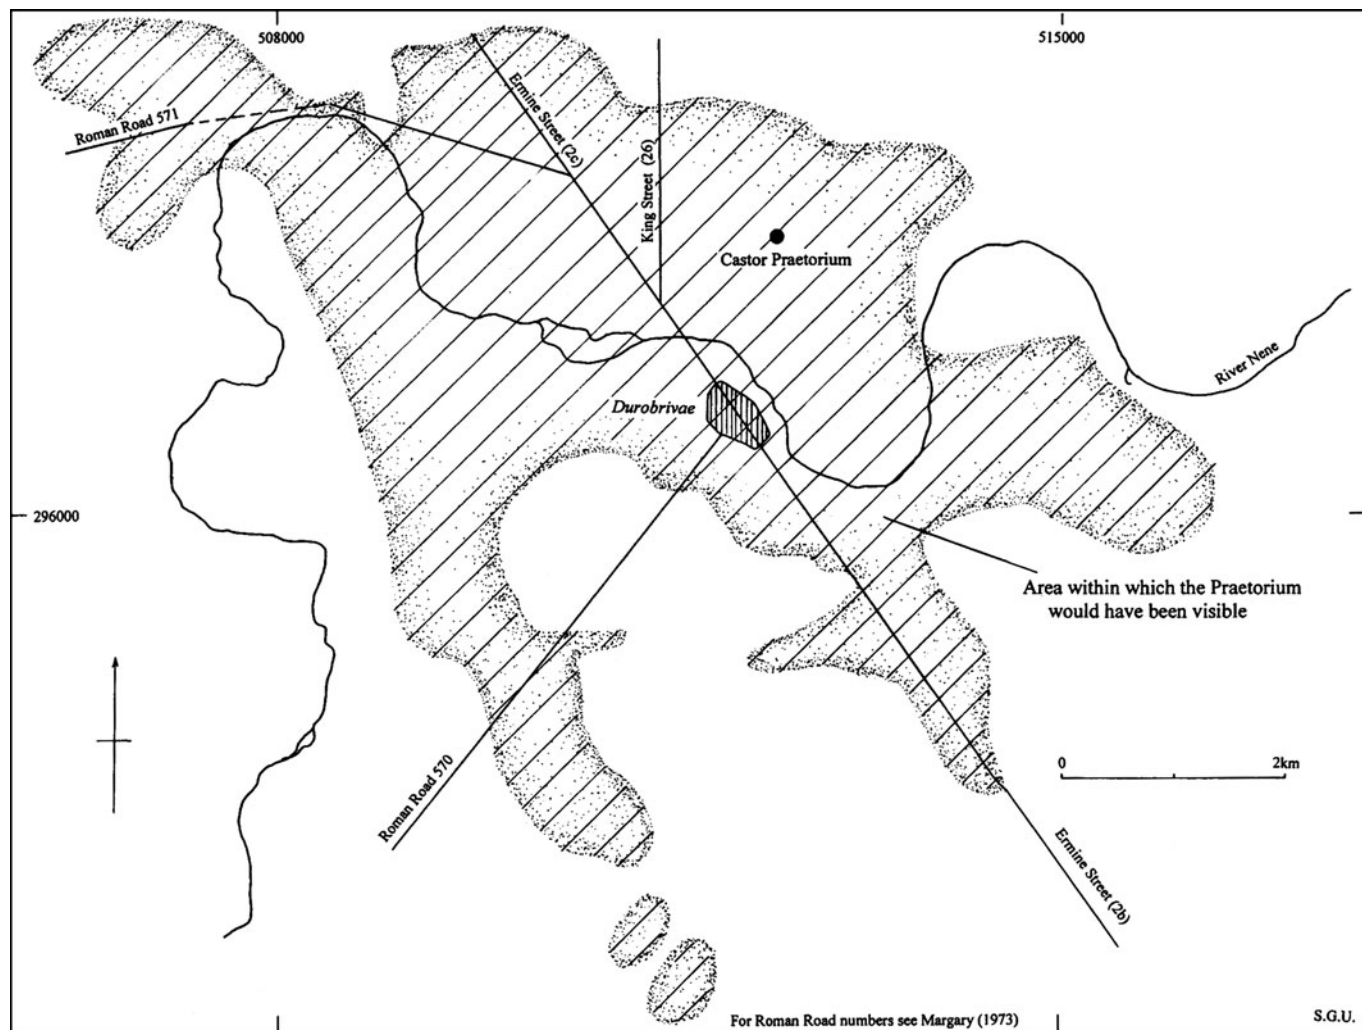 508000
515000
Roman Road 571
Ermine Street (2c)
King Street (26)
Castor Praetorium
River Nene
Durobrivae
296000
Area within which the Praetorium
would have been visible
Roman Road 570
0
2km
Ermine Street (2b)
For Roman Road numbers see Margary (1973)
S.G.U.